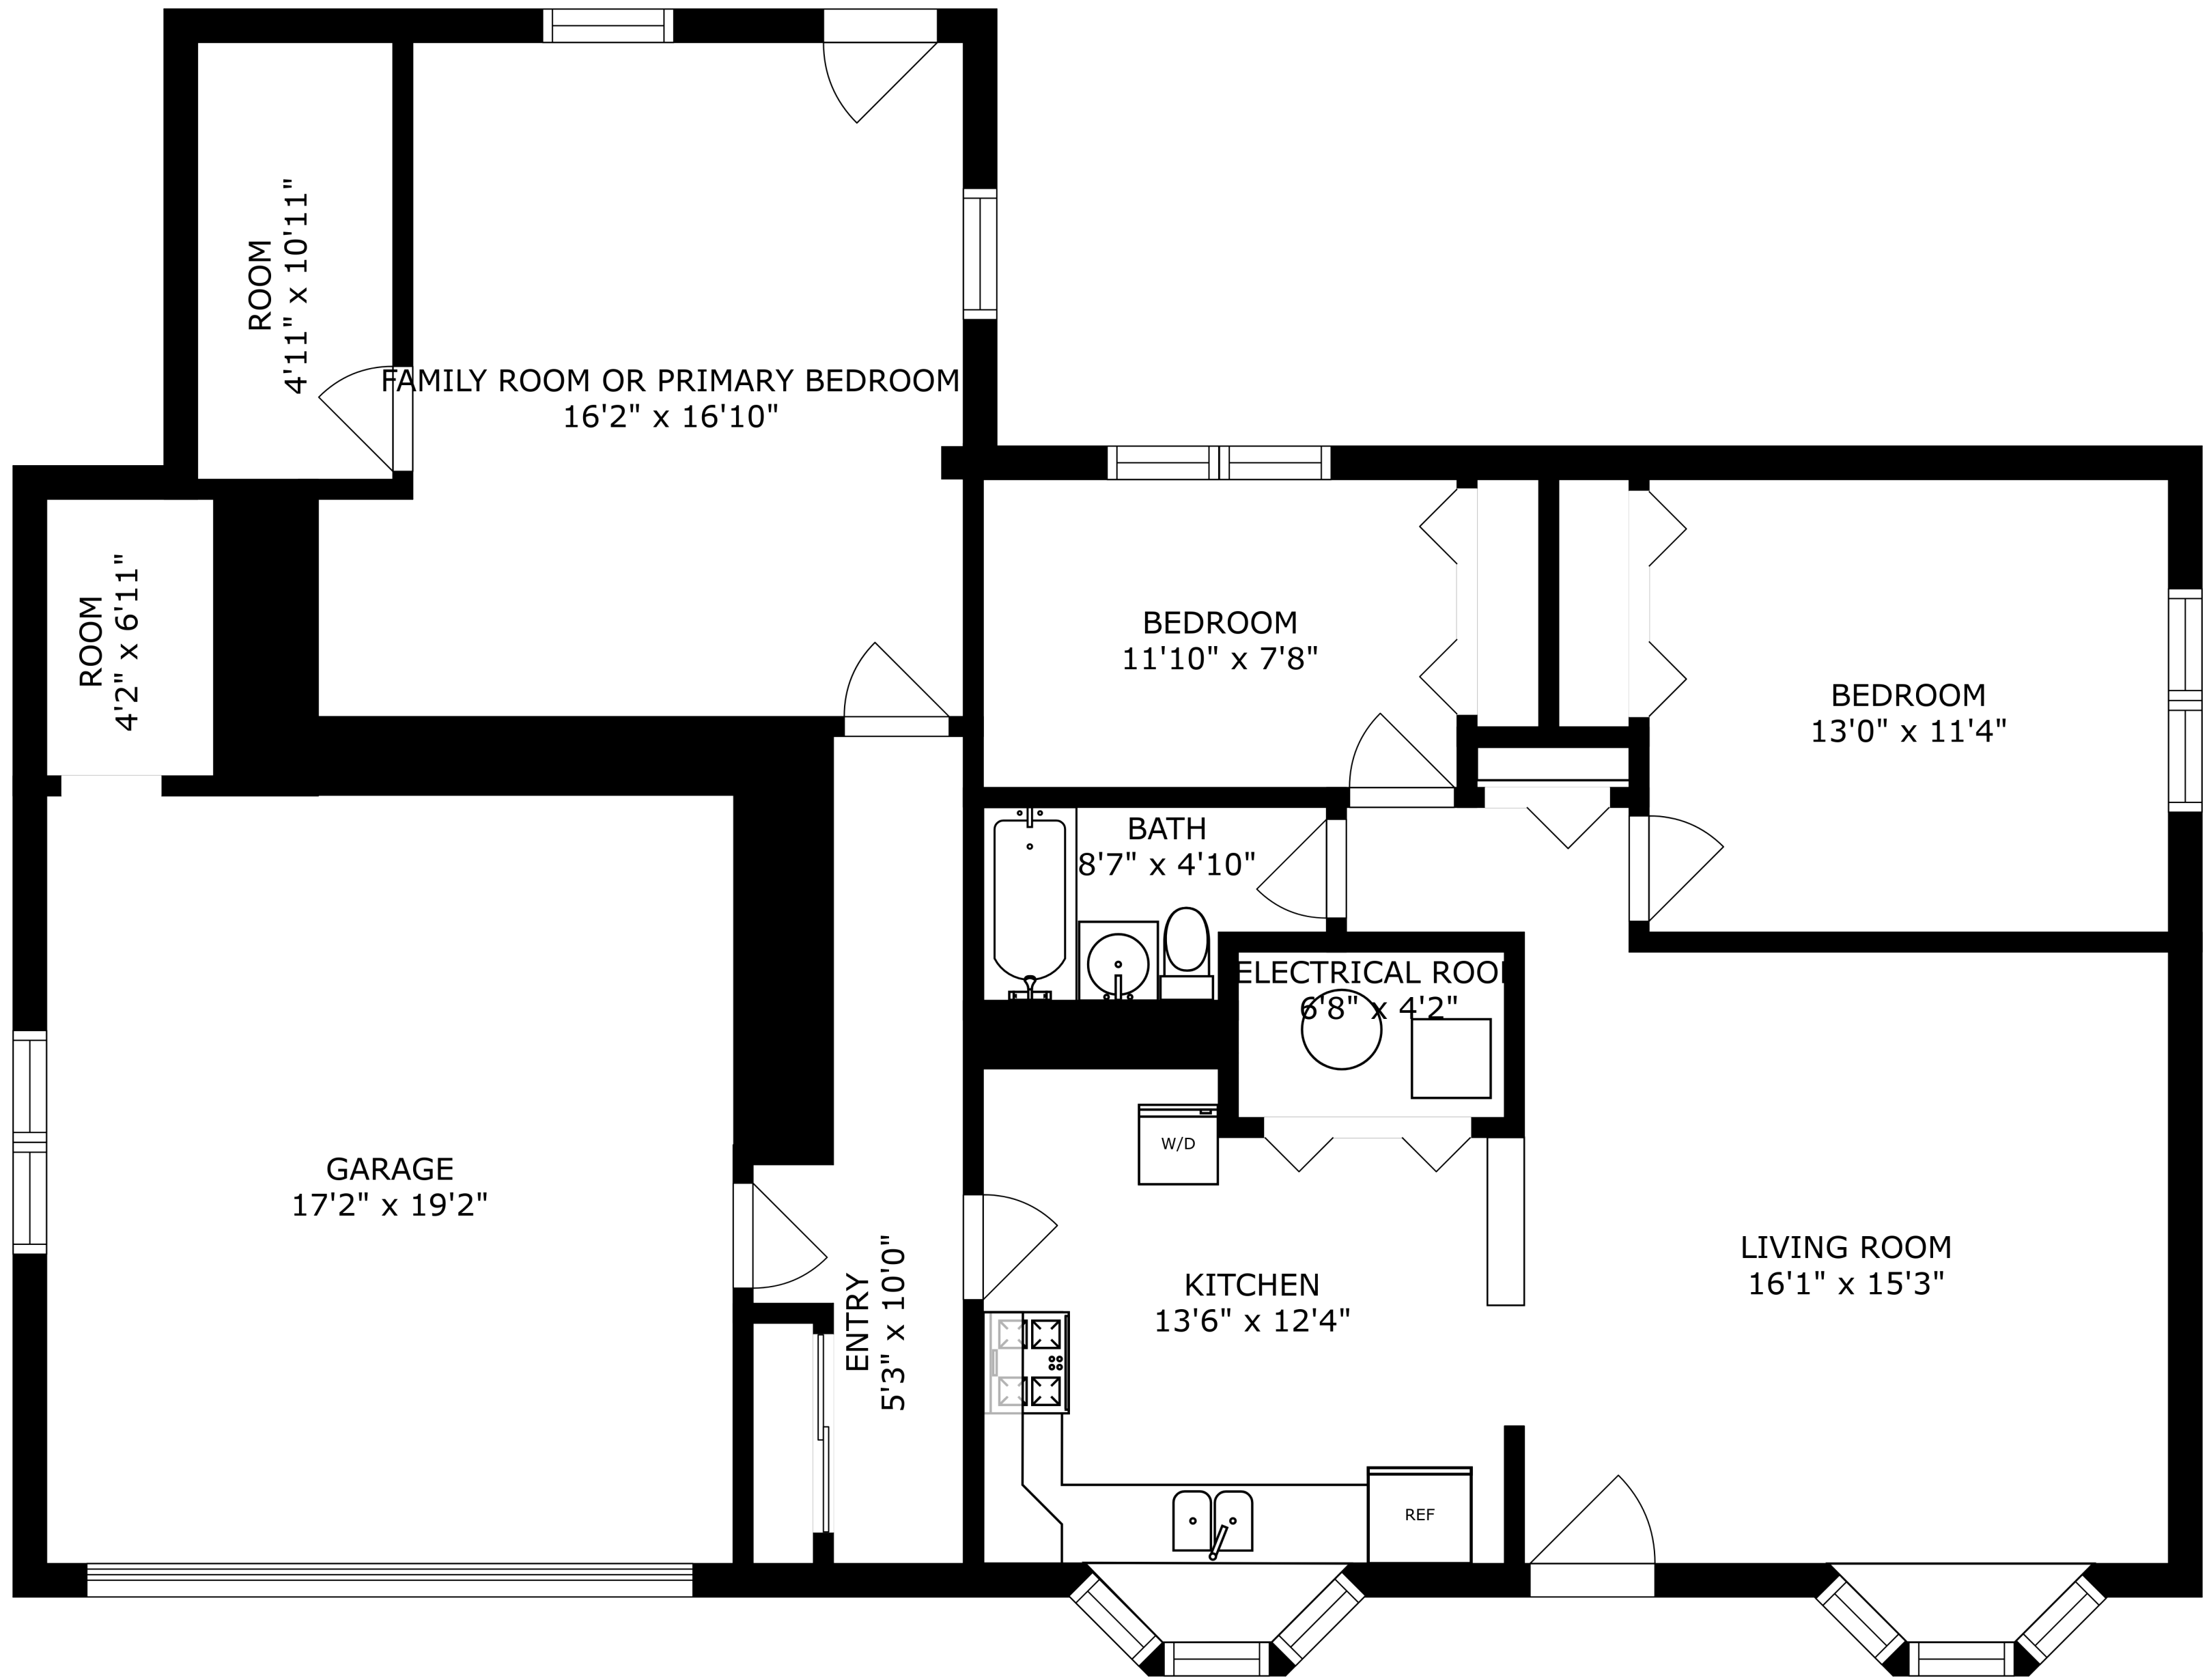 ROOM
4'11" x 10'11"
FAMILY ROOM OR PRIMARY BEDROOM
16'2" x 16'10"
ROOM
4'2" x 6'11"
BEDROOM
11'10" x 7'8"
BEDROOM
13'0" x 11'4"
BATH
8'7" x 4'10"
ELECTRICAL ROO
6'8" x 4'2"
W/D
GARAGE
17'2" x 19'2"
ENTRY
5'3" x 10'0"
KITCHEN
13'6" x 12'4"
LIVING ROOM
16'1" x 15'3"
REF